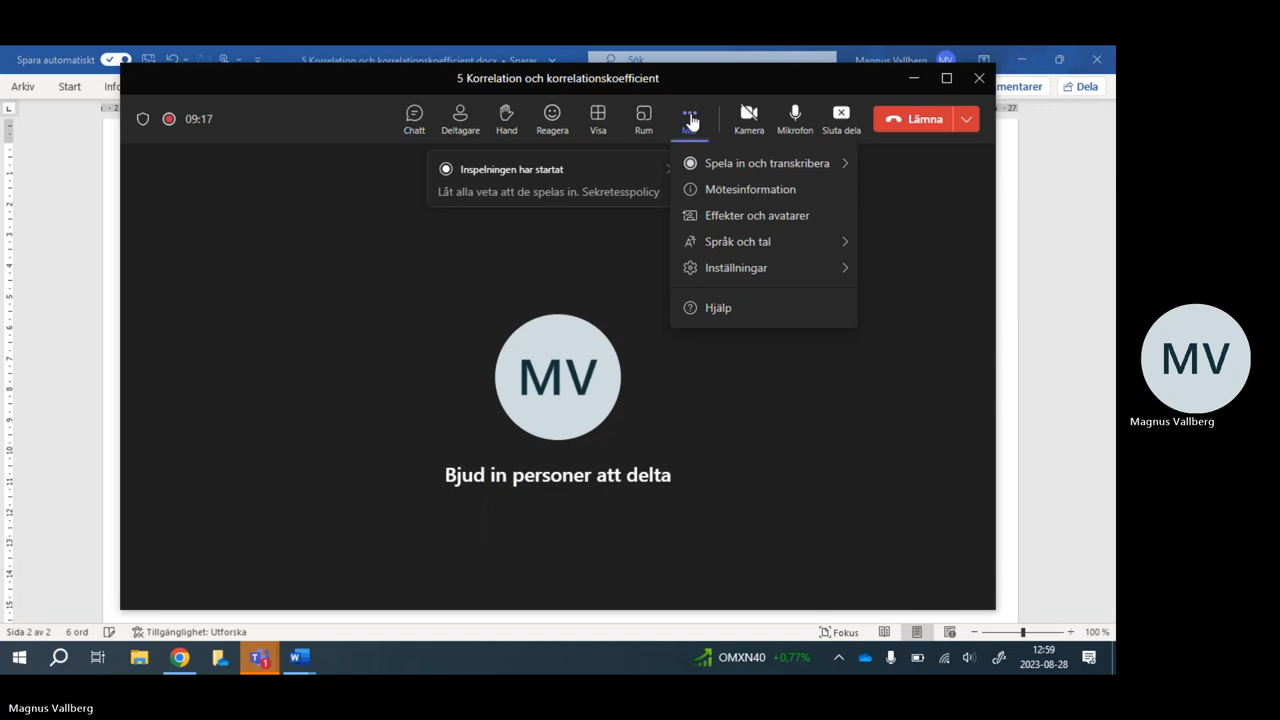 Spara automatiskt
5 Korrelation och korrelationskoefficient.docx
Sök
Magnus Vallberg
MV
Arkiv
Start
mentarer
Dela
5 Korrelation och korrelationskoefficient
09:17
Chatt
Deltagare
Hand
Reagera
Visa
Rum
Kamera
Mikrofon
Sluta dela
Lämna
Inspelningen har startat
Låt alla veta att de spelas in. Sekretesspolicy
Spela in och transkribera
Mötesinformation
Effekter och avatarer
Språk och tal
Inställningar
Hjälp
MV
Bjud in personer att delta
MV
Magnus Vallberg
Sida 2 av 2
6 ord
Tillgänglighet: Utforska
Fokus
100 %
OMXN40
+0,77%
12:59
2023-08-28
Magnus Vallberg